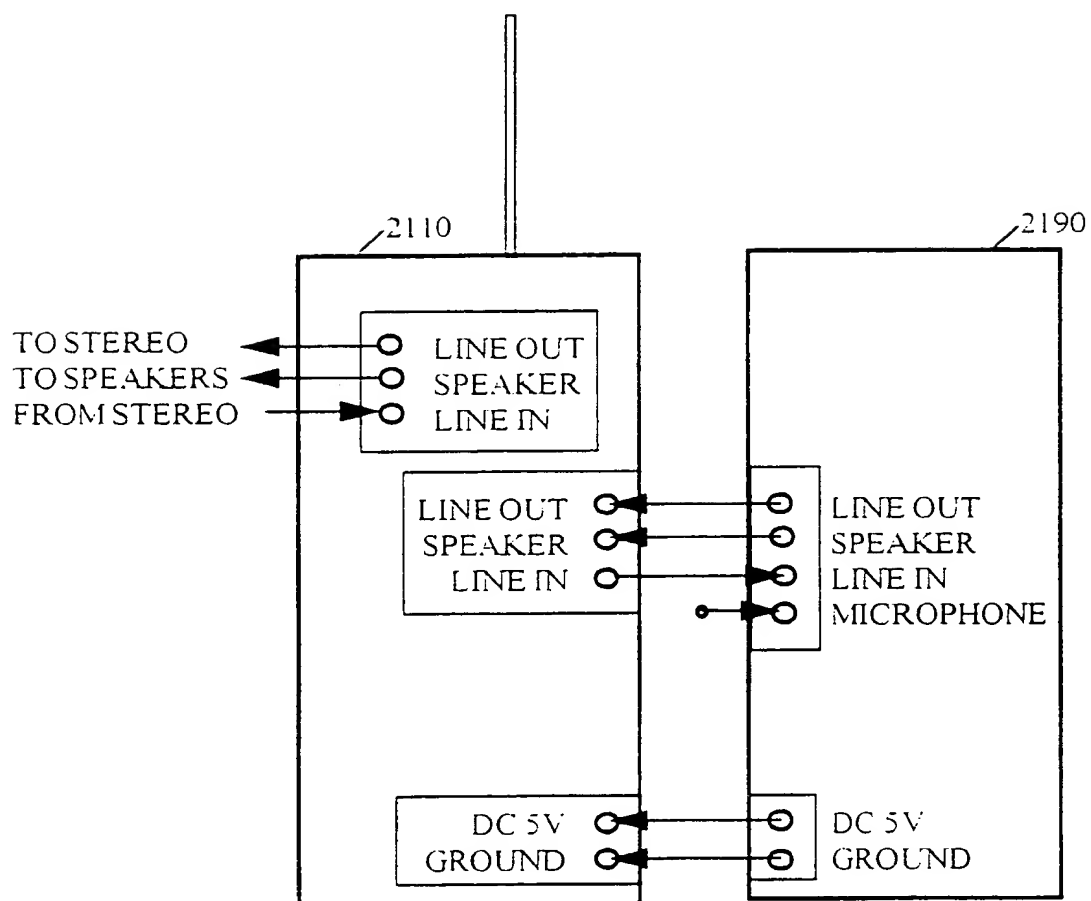 2110
2190
TO STEREO
TO SPEAKERS
FROM STEREO
LINE OUT
SPEAKER
LINE IN
LINE OUT
SPEAKER
LINE IN
LINE OUT
SPEAKER
LINE IN
MICROPHONE
DC 5V
GROUND
DC 5V
GROUND